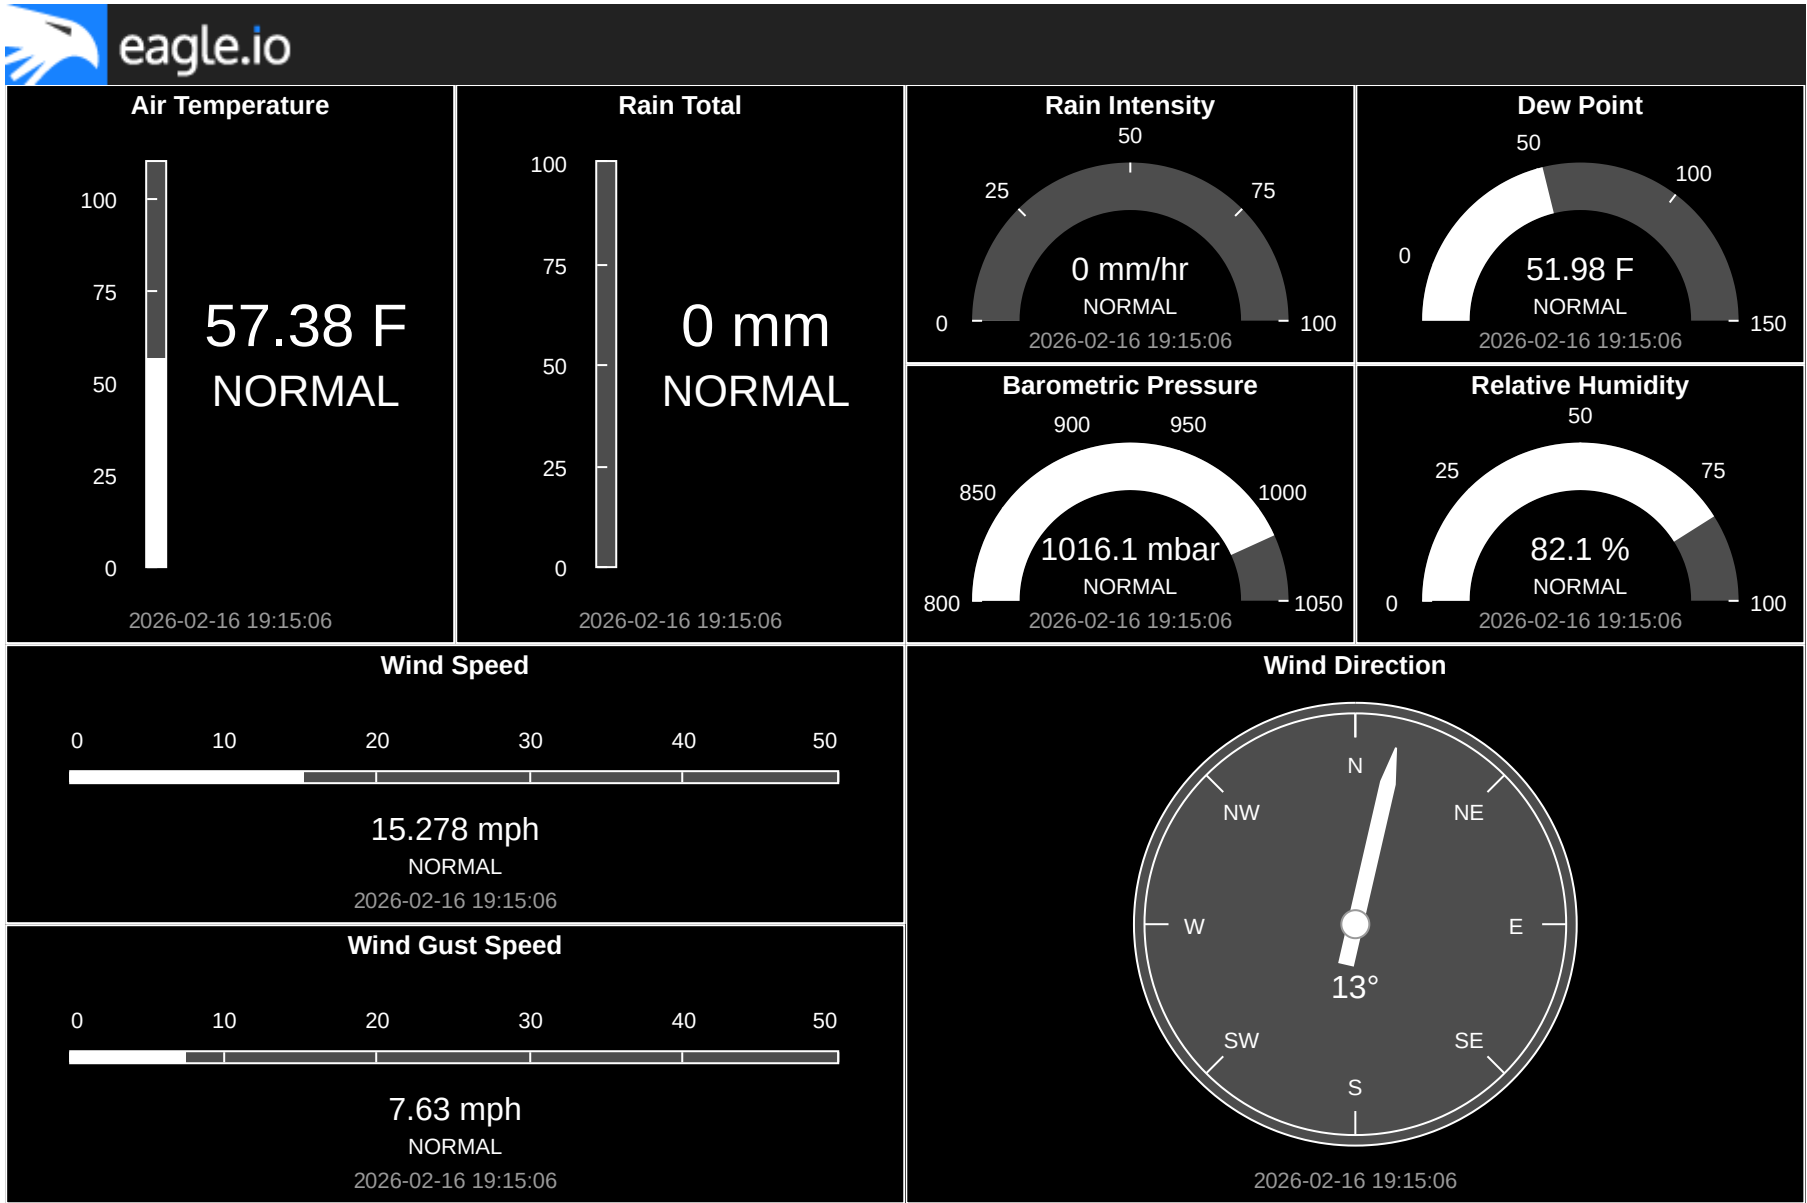 eagle.io
Air Temperature
100
75
50
25
0
57.38 F
NORMAL
2026-02-16 19:15:06
Rain Total
100
75
50
25
0
0 mm
NORMAL
2026-02-16 19:15:06
Rain Intensity
50
25
75
0
100
0 mm/hr
NORMAL
2026-02-16 19:15:06
Dew Point
50
100
0
150
51.98 F
NORMAL
2026-02-16 19:15:06
Barometric Pressure
900
950
850
1000
800
1050
1016.1 mbar
NORMAL
2026-02-16 19:15:06
Relative Humidity
50
25
75
0
100
82.1 %
NORMAL
2026-02-16 19:15:06
Wind Speed
0 10 20 30 40 50
15.278 mph
NORMAL
2026-02-16 19:15:06
Wind Gust Speed
0 10 20 30 40 50
7.63 mph
NORMAL
2026-02-16 19:15:06
Wind Direction
N
NW
NE
W
E
13°
SW
SE
S
2026-02-16 19:15:06